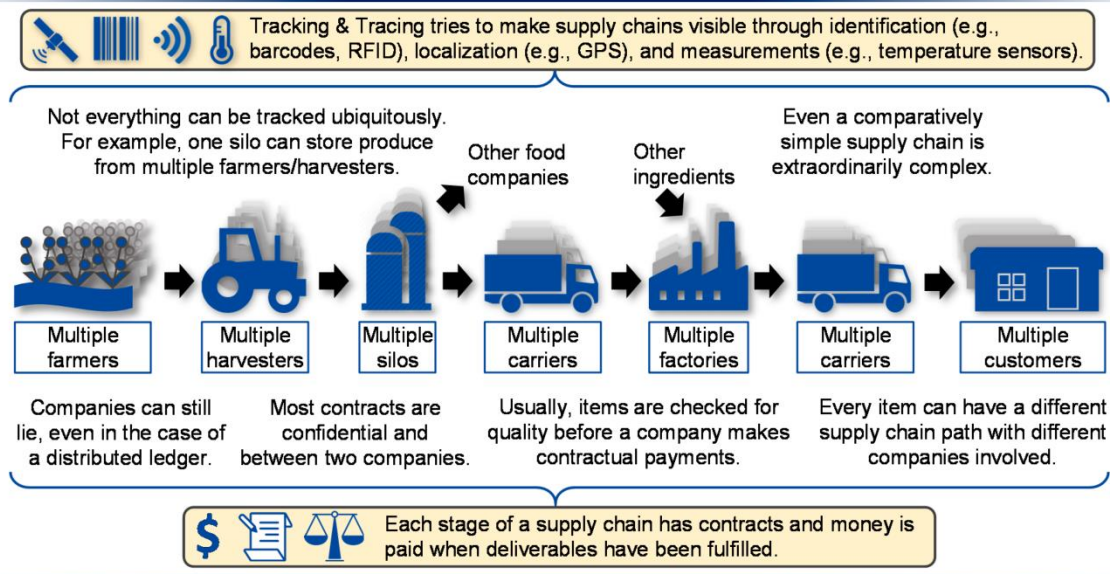 Tracking & Tracing tries to make supply chains visible through identification (e.g.,
barcodes, RFID), localization (e.g., GPS), and measurements (e.g., temperature sensors).
Not everything can be tracked ubiquitously.
For example, one silo can store produce
from multiple farmers/harvesters.
Other food
companies
Other
ingredients
Even a comparatively
simple supply chain is
extraordinarily complex.
Multiple
farmers
Multiple
harvesters
Multiple
silos
Multiple
carriers
Multiple
factories
Multiple
carriers
Multiple
customers
Companies can still
lie, even in the case of
a distributed ledger.
Most contracts are
confidential and
between two companies.
Usually, items are checked for
quality before a company makes
contractual payments.
Every item can have a different
supply chain path with different
companies involved.
$
Each stage of a supply chain has contracts and money is
paid when deliverables have been fulfilled.